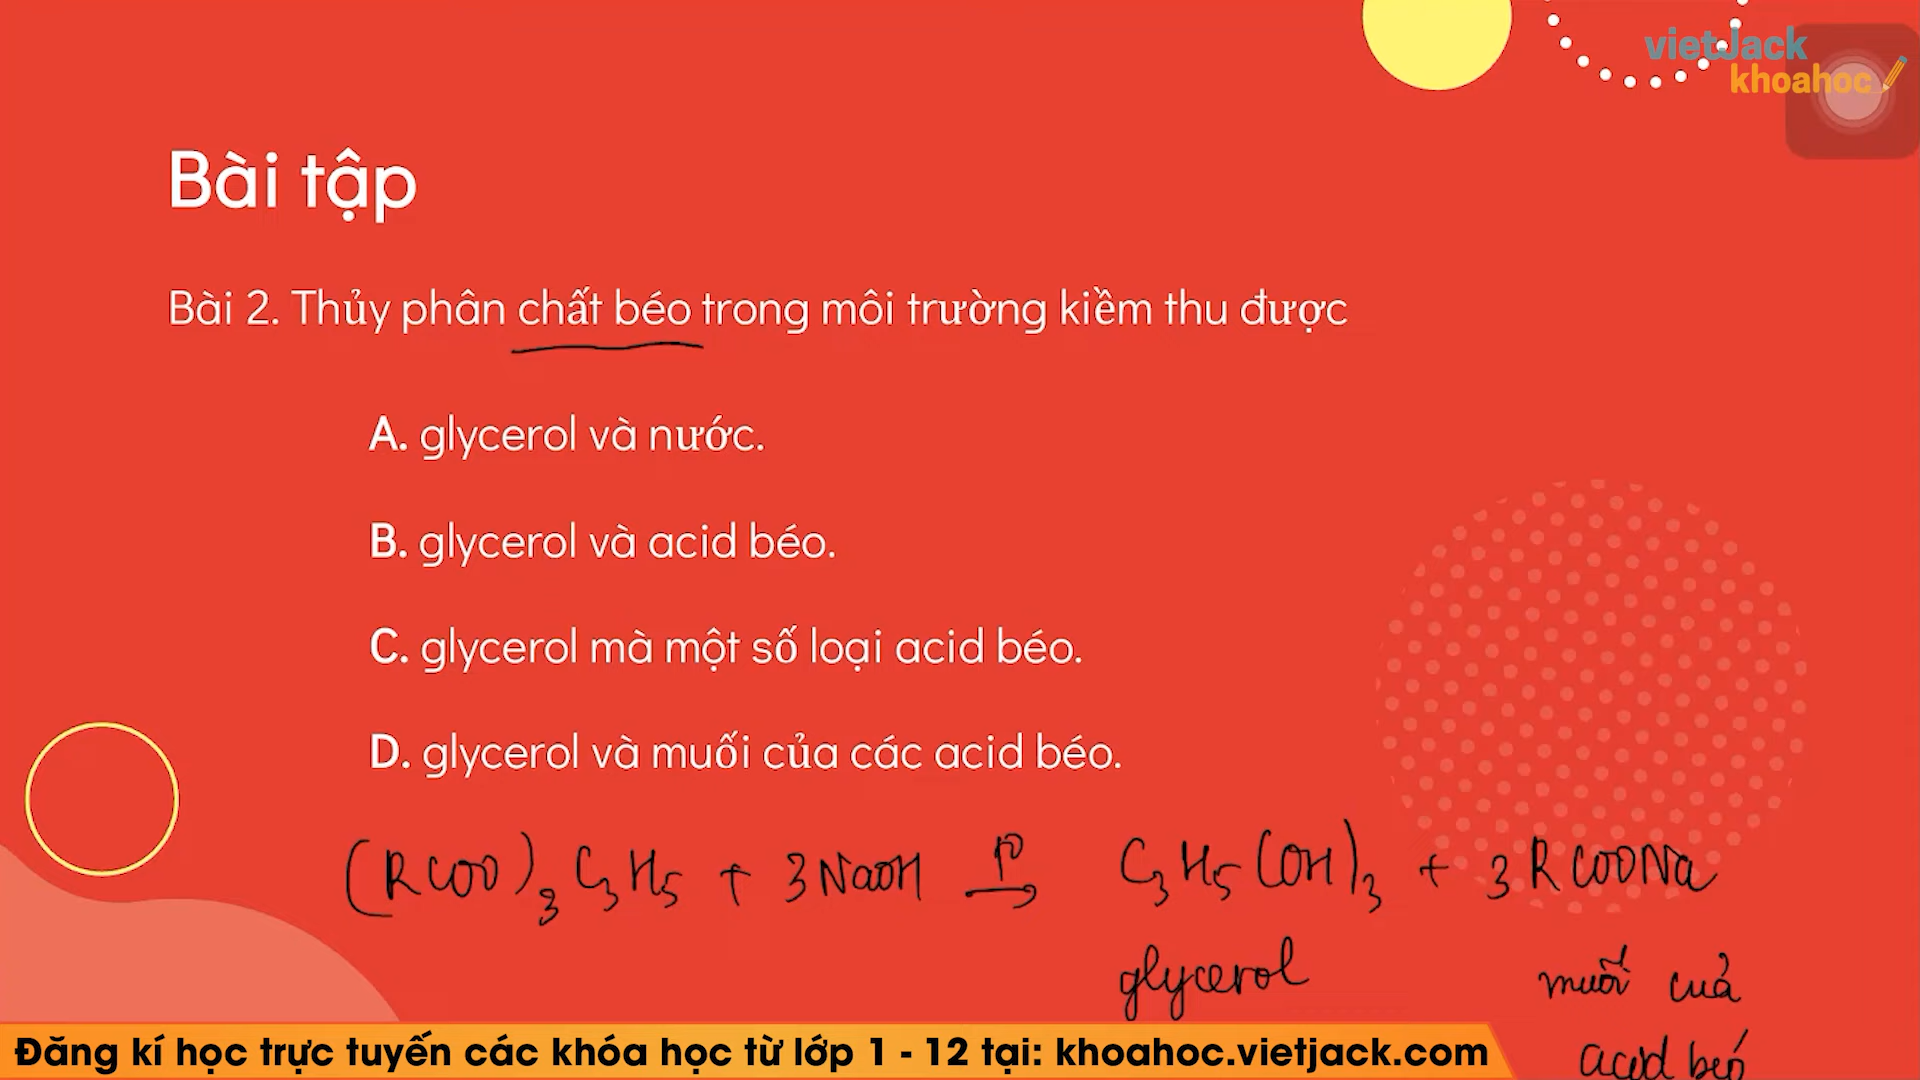 vietJack
khoahoc
Bài tập
Bài 2. Thủy phân chất béo trong môi trường kiềm thu được
A. glycerol và nước.
B. glycerol và acid béo.
C. glycerol mà một số loại acid béo.
D. glycerol và muối của các acid béo.
(RCOO)₃C₃H₅ + 3NaOH →(t°) C₃H₅(OH)₃ + 3RCOONa
glycerol
muối của
acid béo
Đăng kí học trực tuyến các khóa học từ lớp 1 - 12 tại: khoahoc.vietjack.com